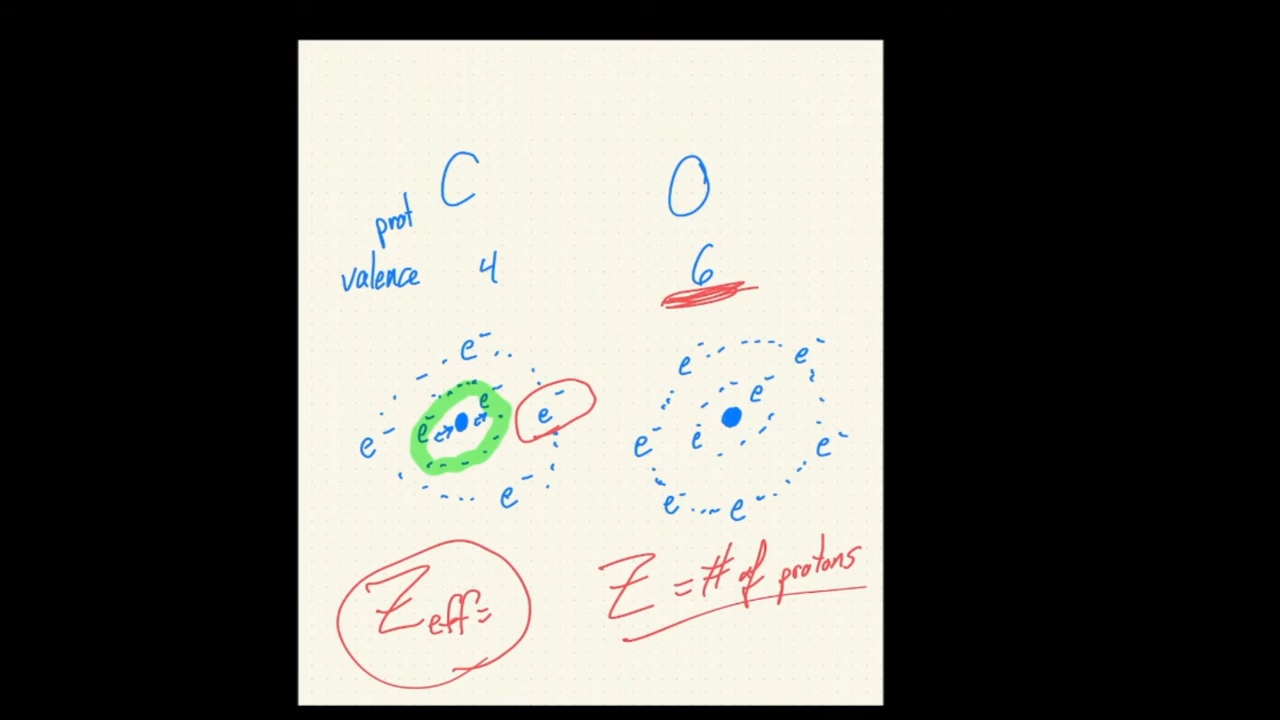 C O
prot
valence 4 6
e⁻ e⁻ e⁻
e⁻ e⁻
e⁻ e⁻ e⁻ e e⁻ e⁻
e⁻ e⁻ e⁻
Z = # of protons
Zeff =